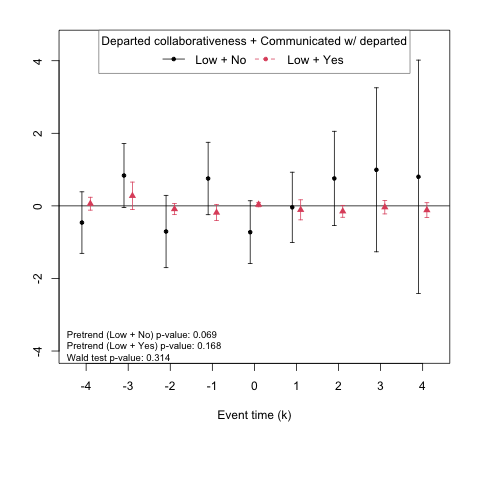 Departed collaborativeness + Communicated w/ departed
Low + No Low + Yes
4
2
0
-2
-4
Pretrend (Low + No) p-value: 0.069
Pretrend (Low + Yes) p-value: 0.168
Wald test p-value: 0.314
-4 -3 -2 -1 0 1 2 3 4
Event time (k)